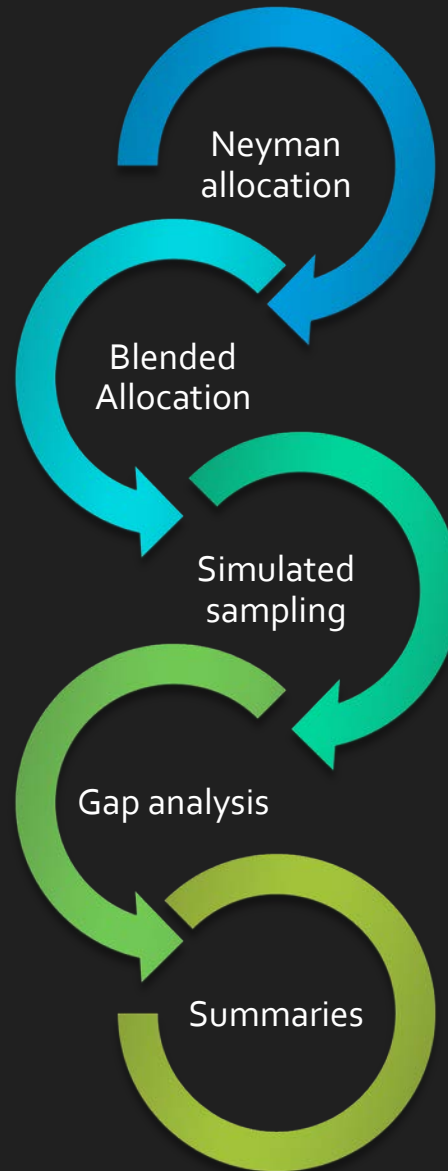 Neyman
allocation
Blended
Allocation
Simulated
sampling
Gap analysis
Summaries